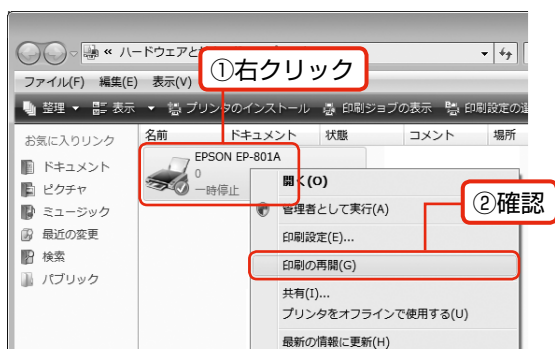 « ハードウェアと
ファイル(F) 編集(E) 表示(V)
①右クリック
整理 表示 プリンタのインストール 印刷ジョブの表示 印刷設定の
お気に入りリンク
名前 ドキュメント 状態 コメント 場所
ドキュメント
ピクチャ
ミュージック
最近の変更
検索
パブリック
EPSON EP-801A
0
一時停止
開く(O)
管理者として実行(A)
②確認
印刷設定(E)...
印刷の再開(G)
共有(I)...
プリンタをオフラインで使用する(U)
最新の情報に更新(H)